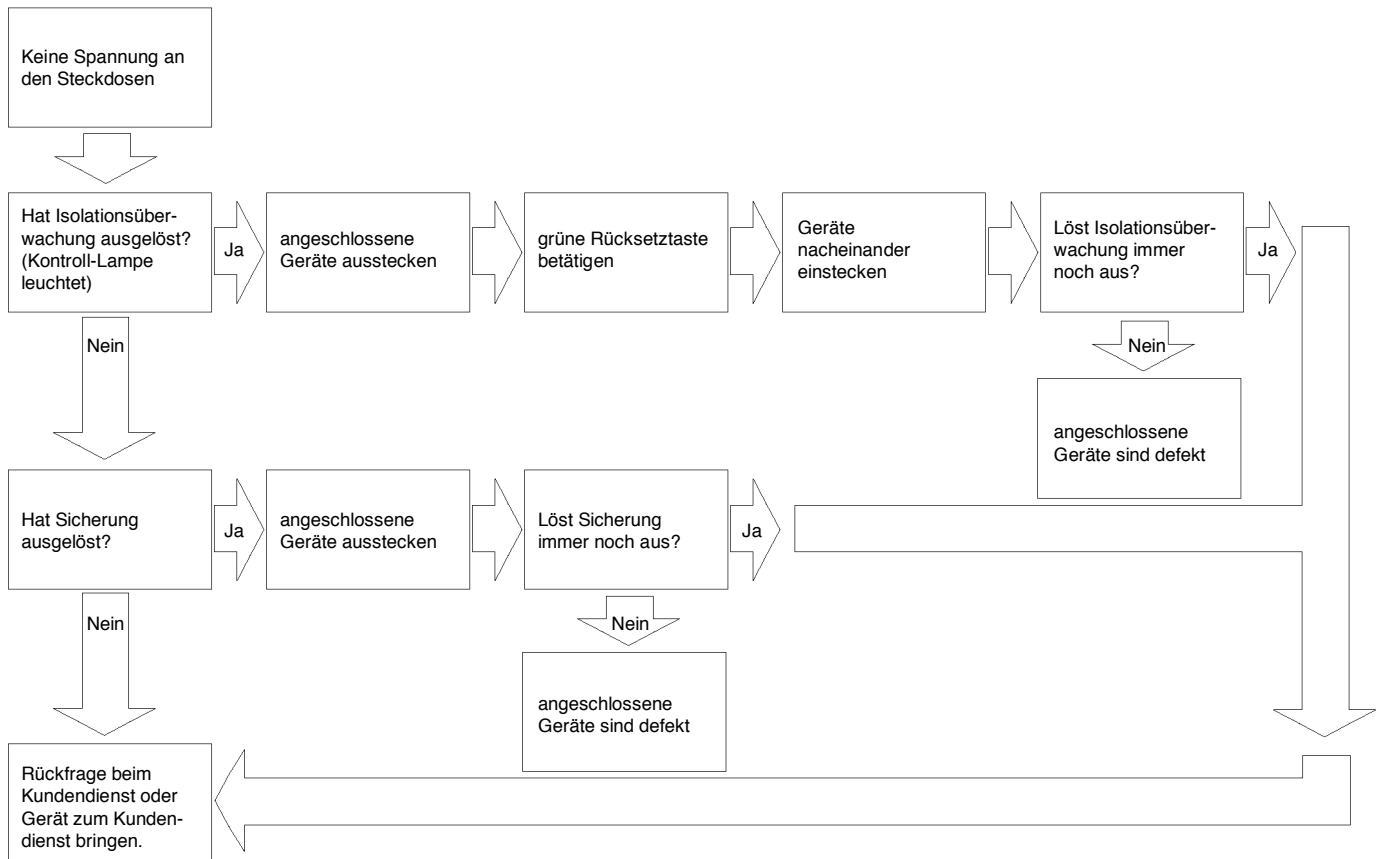 Keine Spannung an
den Steckdosen
Hat Isolationsüber-
wachung ausgelöst?
(Kontroll-Lampe
leuchtet)
Ja
angeschlossene
Geräte ausstecken
grüne Rücksetztaste
betätigen
Geräte
nacheinander
einstecken
Löst Isolationsüber-
wachung immer
noch aus?
Ja
Nein
Nein
angeschlossene
Geräte sind defekt
Hat Sicherung
ausgelöst?
Ja
angeschlossene
Geräte ausstecken
Löst Sicherung
immer noch aus?
Ja
Nein
Nein
angeschlossene
Geräte sind defekt
Rückfrage beim
Kundendienst oder
Gerät zum Kunden-
dienst bringen.